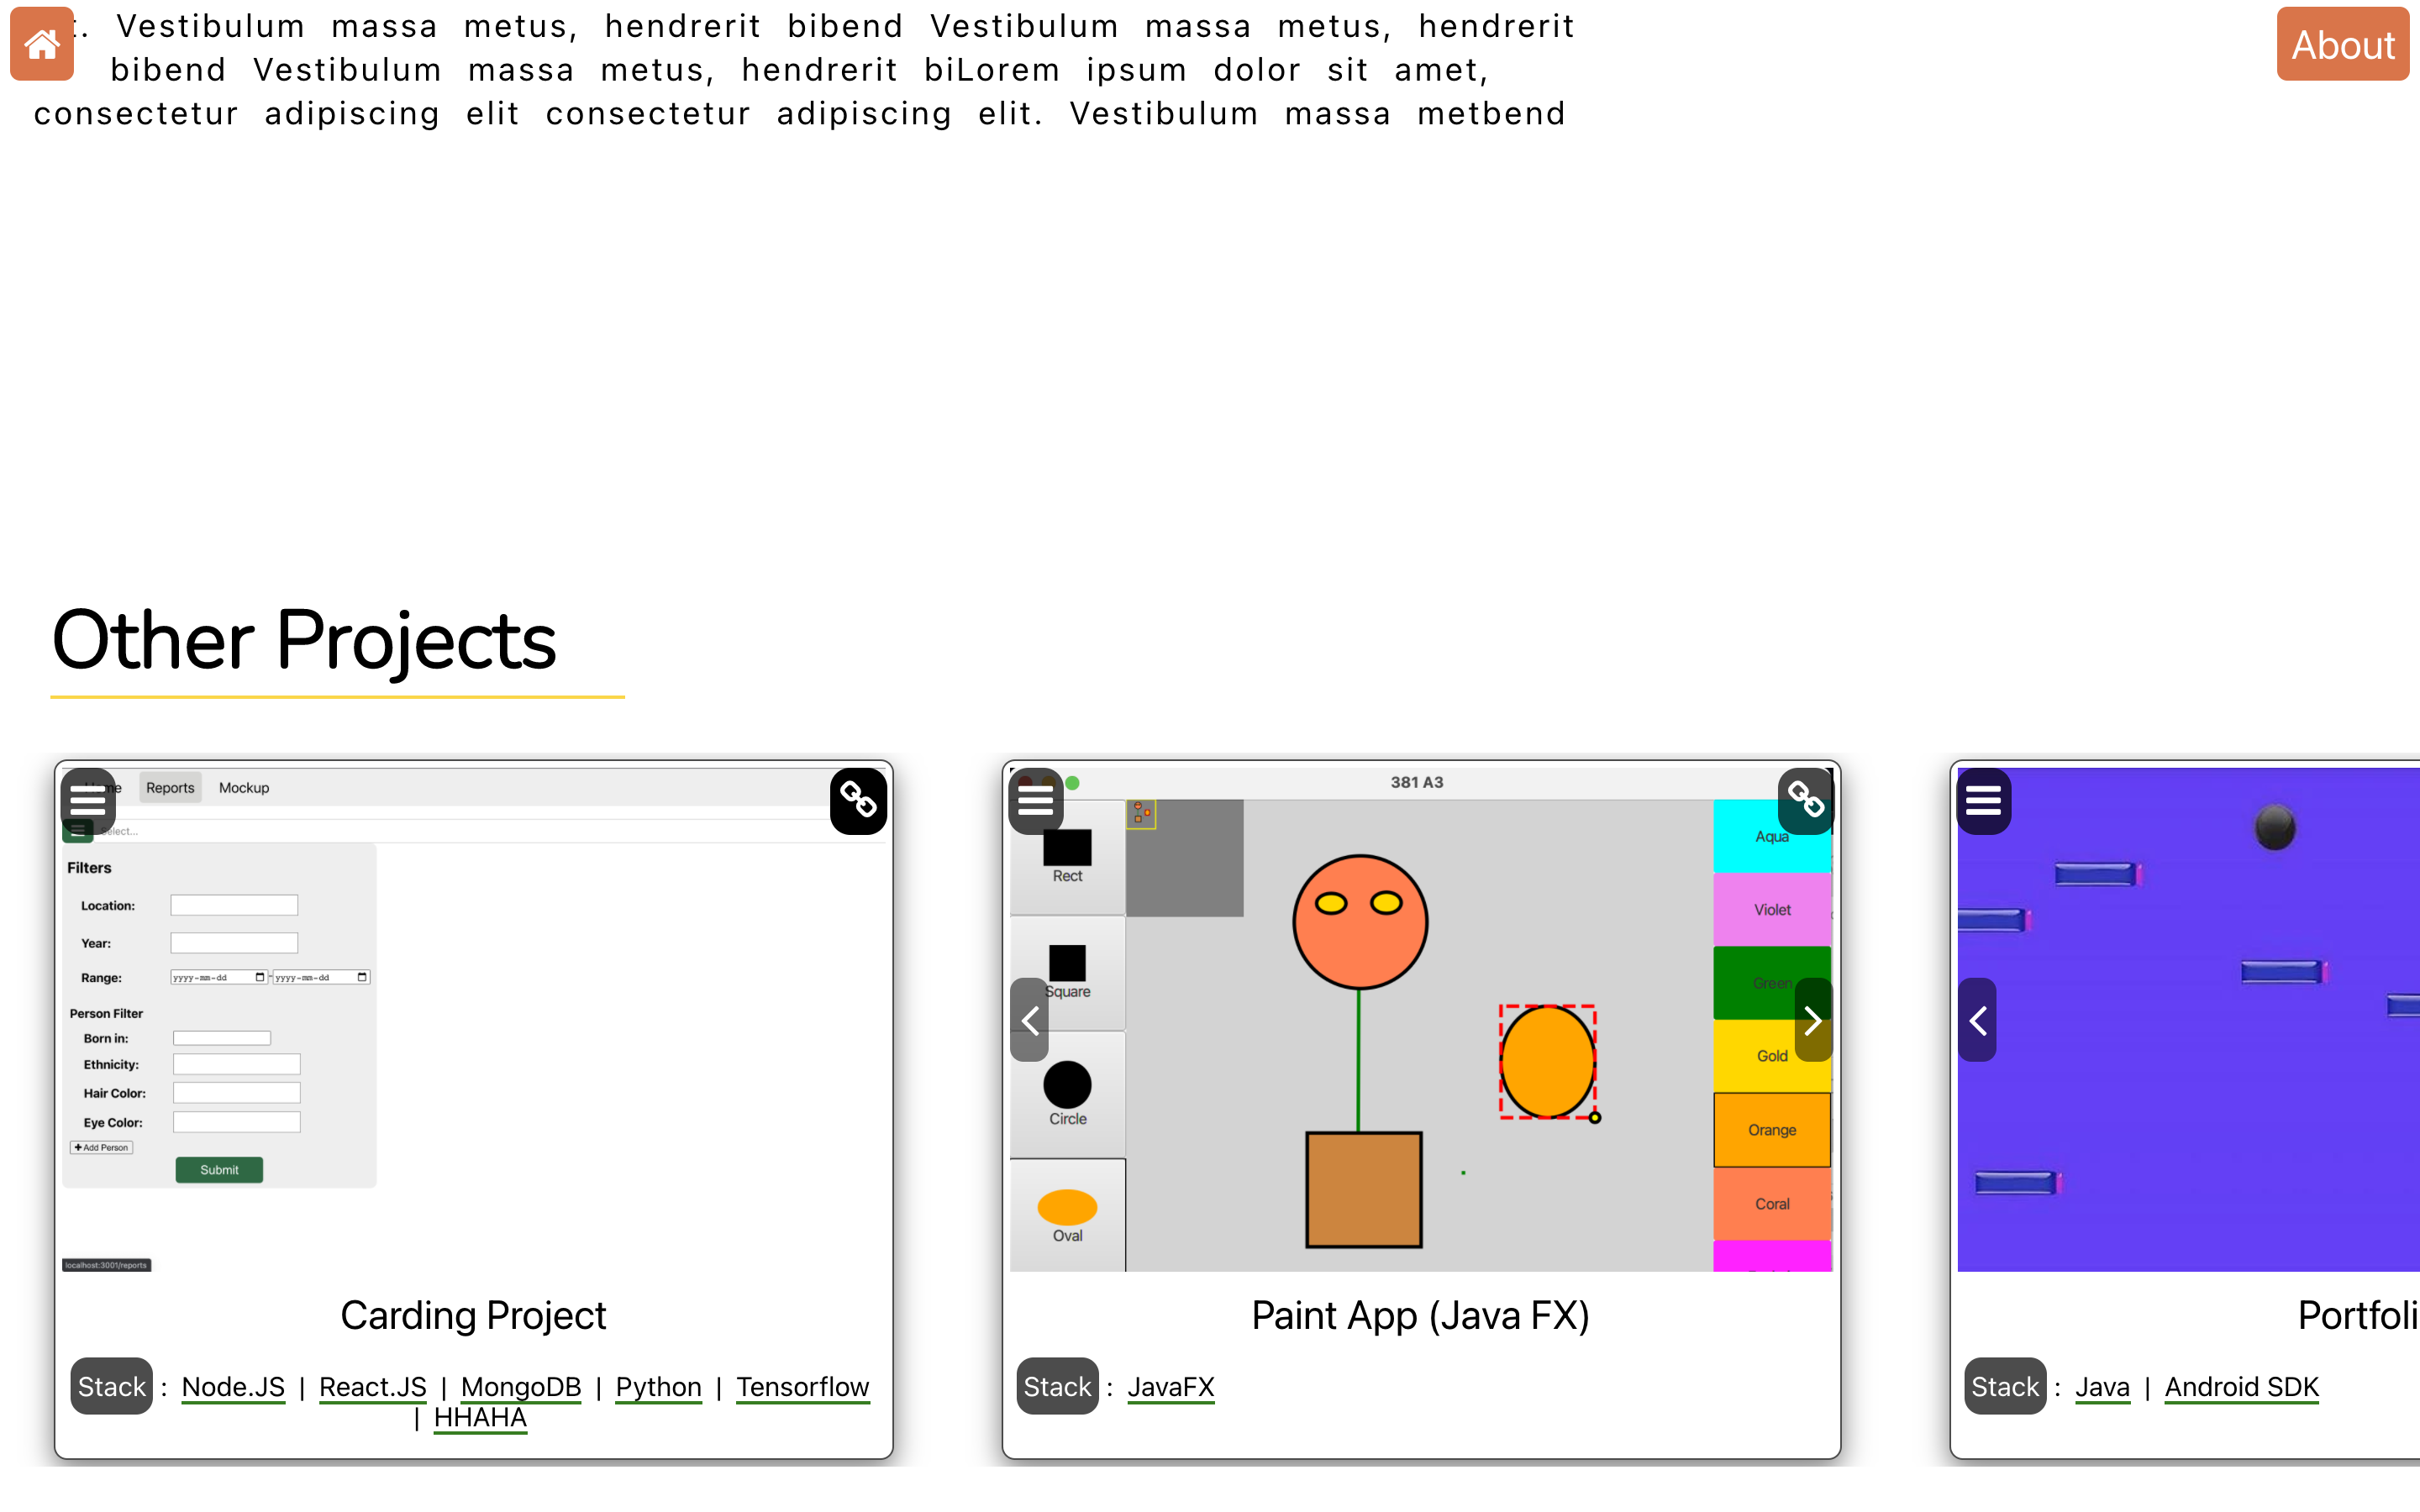 . Vestibulum massa metus, hendrerit bibend Vestibulum massa metus, hendrerit
bibend Vestibulum massa metus, hendrerit biLorem ipsum dolor sit amet,
consectetur adipiscing elit consectetur adipiscing elit. Vestibulum massa metbend
About
Other Projects
Reports Mockup
Select...
Filters
Location:
Year:
Range: yyyy-mm-dd - yyyy-mm-dd
Person Filter
Born in:
Ethnicity:
Hair Color:
Eye Color:
+ Add Person
Submit
localhost:3001/reports
Carding Project
Stack : Node.JS | React.JS | MongoDB | Python | Tensorflow
| HHAHA
381 A3
Rect
Square
Circle
Oval
Aqua
Violet
Green
Gold
Orange
Coral
Paint App (Java FX)
Stack : JavaFX
Portfoli
Stack : Java | Android SDK